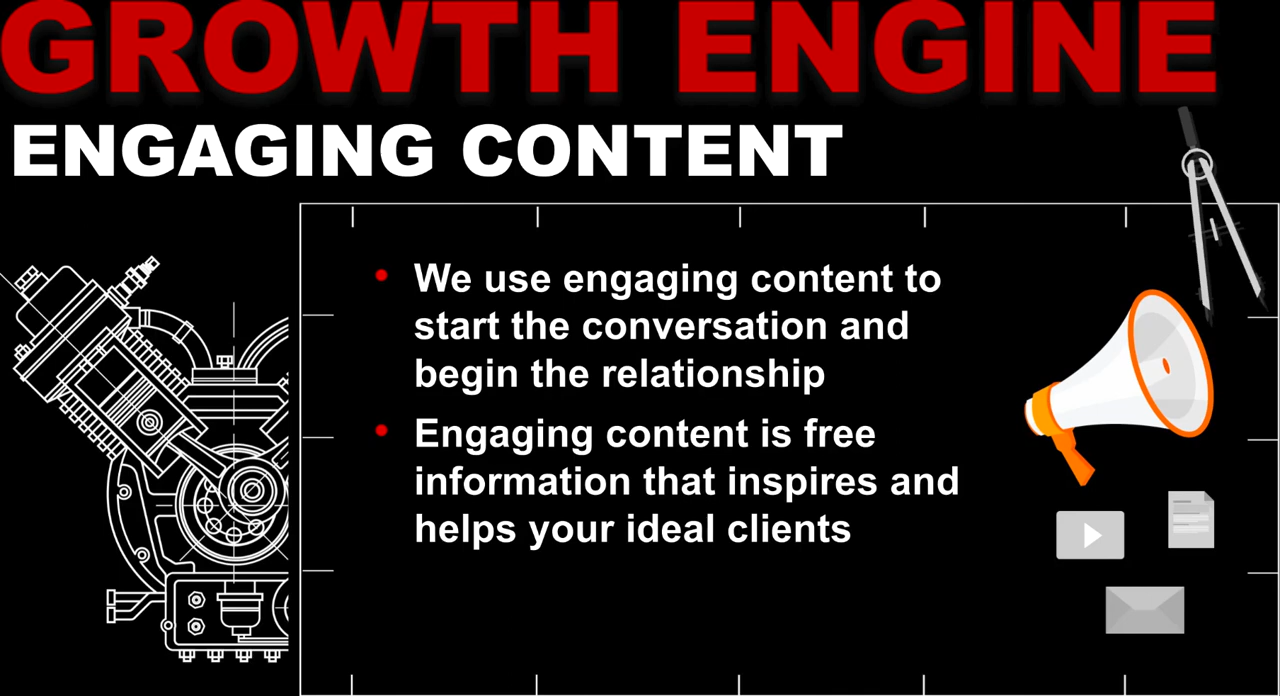 GROWTH ENGINE
ENGAGING CONTENT
• We use engaging content to
start the conversation and
begin the relationship
• Engaging content is free
information that inspires and
helps your ideal clients